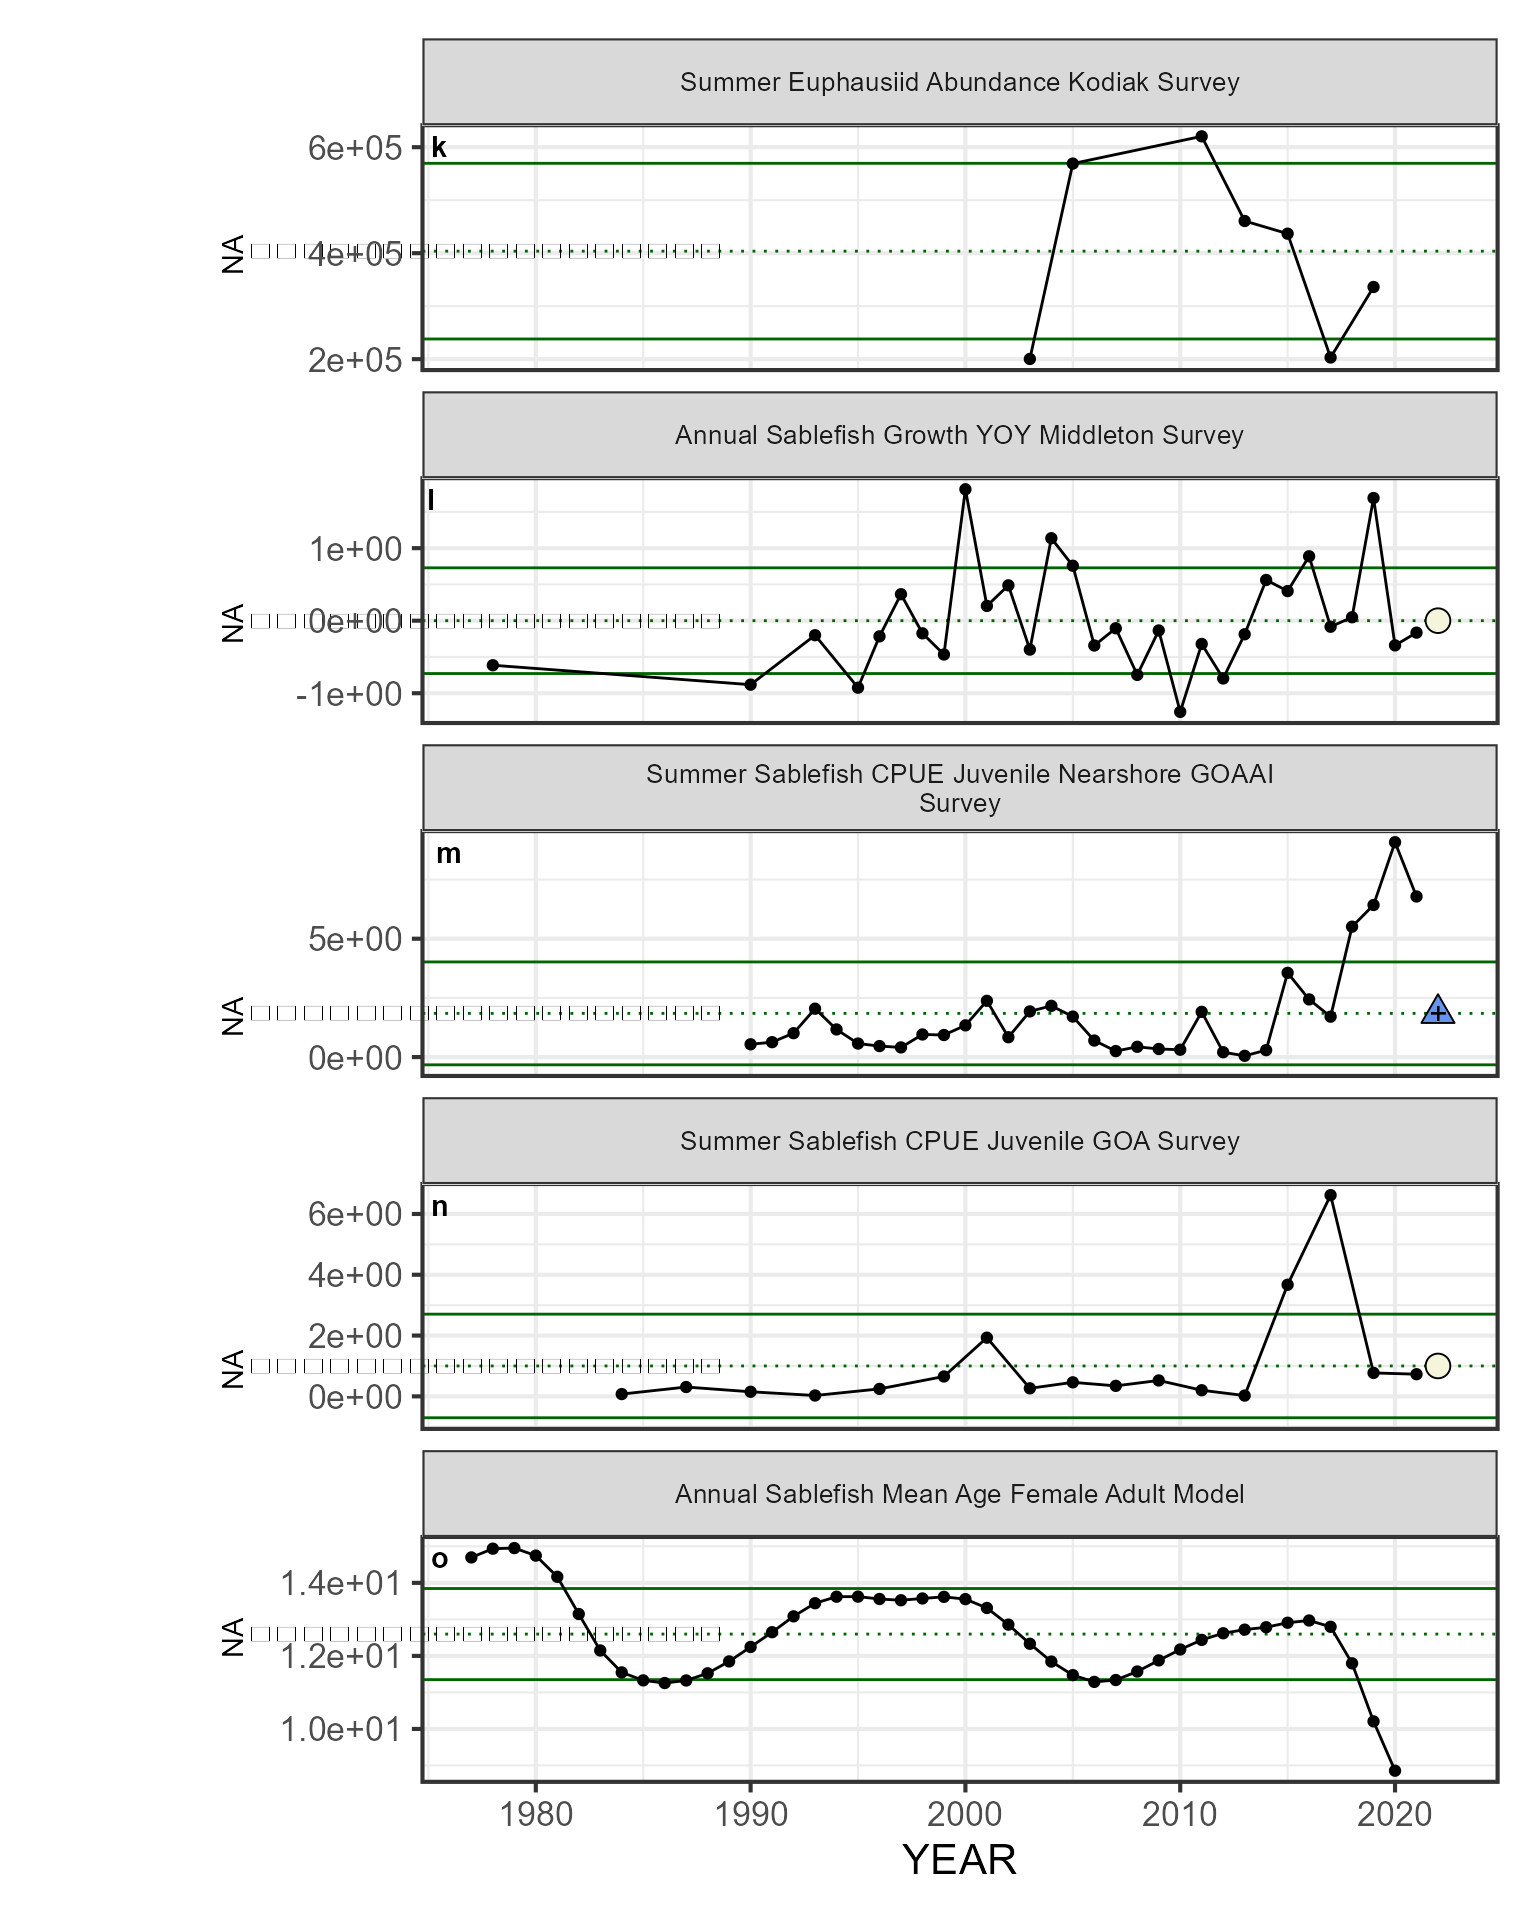 Summer Euphausiid Abundance Kodiak Survey
k
6e+05
4e+05
2e+05
NA
Annual Sablefish Growth YOY Middleton Survey
l
1e+00
0e+00
-1e+00
NA
Summer Sablefish CPUE Juvenile Nearshore GOAAI
Survey
m
5e+00
0e+00
NA
Summer Sablefish CPUE Juvenile GOA Survey
n
6e+00
4e+00
2e+00
0e+00
NA
Annual Sablefish Mean Age Female Adult Model
o
1.4e+01
1.2e+01
1.0e+01
NA
1980 1990 2000 2010 2020
YEAR